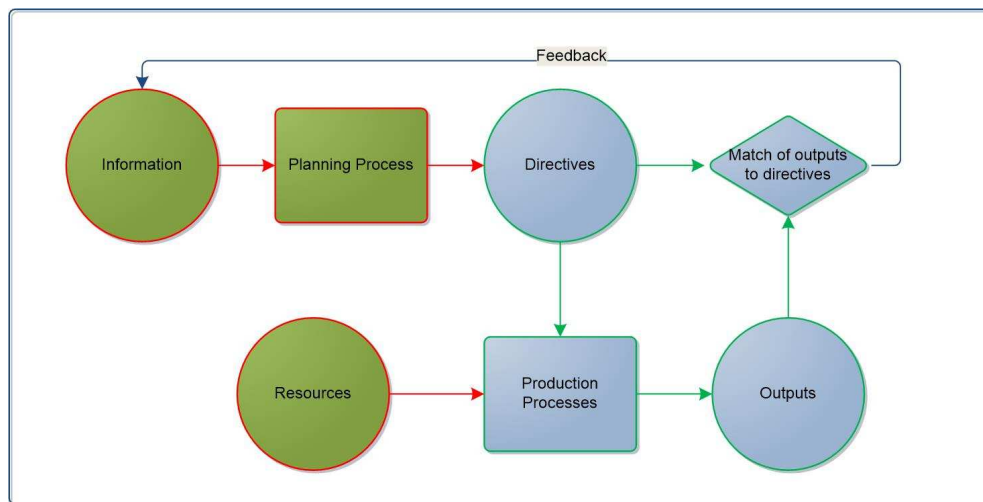 Feedback
Information
Planning Process
Directives
Match of outputs
to directives
Resources
Production
Processes
Outputs